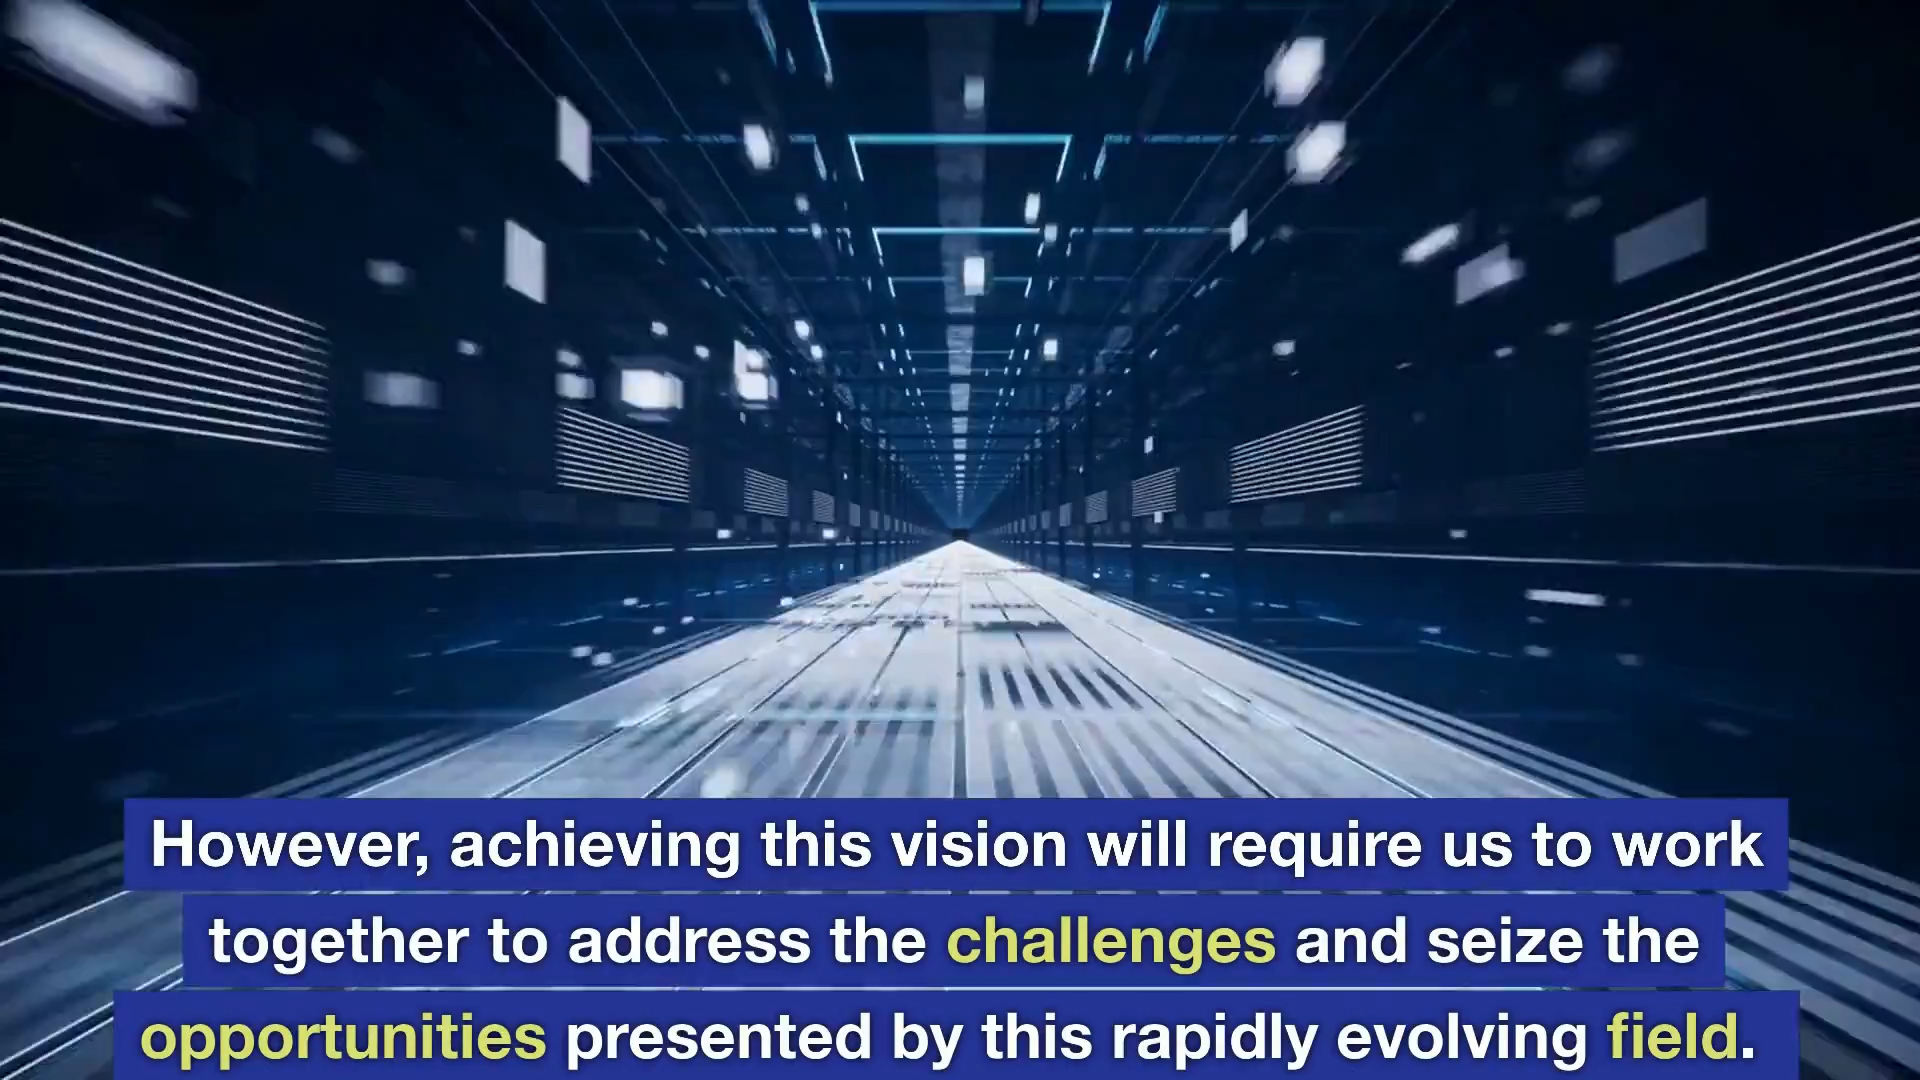 However, achieving this vision will require us to work
together to address the challenges and seize the
opportunities presented by this rapidly evolving field.